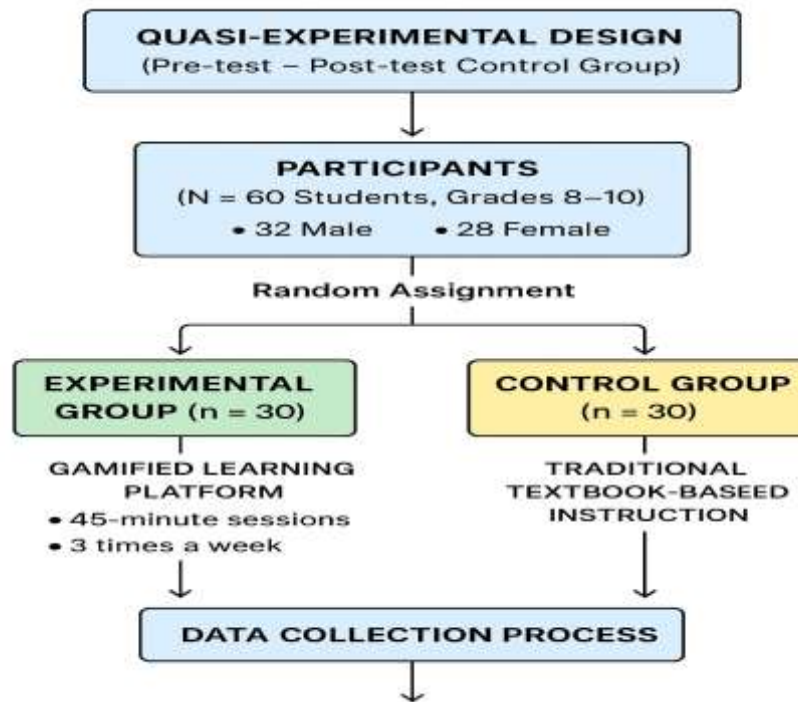 QUASI-EXPERIMENTAL DESIGN
(Pre-test – Post-test Control Group)
PARTICIPANTS
(N = 60 Students, Grades 8–10)
• 32 Male • 28 Female
Random Assignment
EXPERIMENTAL
GROUP (n = 30)
GAMIFIED LEARNING
PLATFORM
• 45-minute sessions
• 3 times a week
CONTROL GROUP
(n = 30)
TRADITIONAL
TEXTBOOK-BASEED
INSTRUCTION
DATA COLLECTION PROCESS